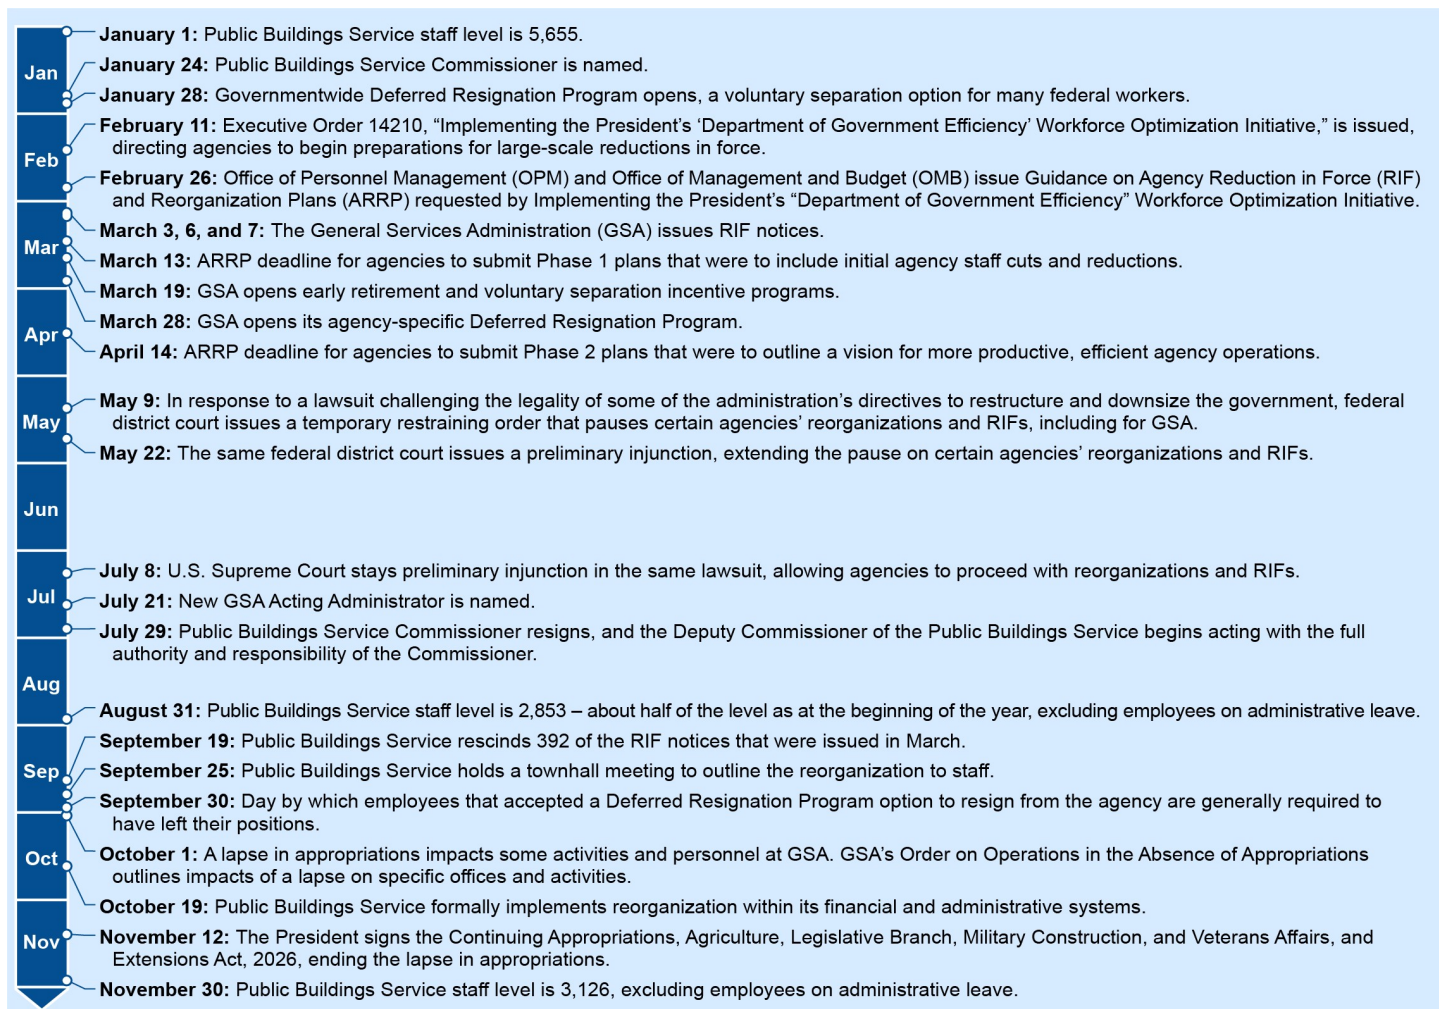 Jan
January 1: Public Buildings Service staff level is 5,655.
January 24: Public Buildings Service Commissioner is named.
January 28: Governmentwide Deferred Resignation Program opens, a voluntary separation option for many federal workers.
Feb
February 11: Executive Order 14210, “Implementing the President’s ‘Department of Government Efficiency’ Workforce Optimization Initiative,” is issued,
directing agencies to begin preparations for large-scale reductions in force.
February 26: Office of Personnel Management (OPM) and Office of Management and Budget (OMB) issue Guidance on Agency Reduction in Force (RIF)
and Reorganization Plans (ARRP) requested by Implementing the President’s “Department of Government Efficiency” Workforce Optimization Initiative.
Mar
March 3, 6, and 7: The General Services Administration (GSA) issues RIF notices.
March 13: ARRP deadline for agencies to submit Phase 1 plans that were to include initial agency staff cuts and reductions.
March 19: GSA opens early retirement and voluntary separation incentive programs.
March 28: GSA opens its agency-specific Deferred Resignation Program.
Apr
April 14: ARRP deadline for agencies to submit Phase 2 plans that were to outline a vision for more productive, efficient agency operations.
May
May 9: In response to a lawsuit challenging the legality of some of the administration’s directives to restructure and downsize the government, federal
district court issues a temporary restraining order that pauses certain agencies’ reorganizations and RIFs, including for GSA.
May 22: The same federal district court issues a preliminary injunction, extending the pause on certain agencies’ reorganizations and RIFs.
Jun
Jul
July 8: U.S. Supreme Court stays preliminary injunction in the same lawsuit, allowing agencies to proceed with reorganizations and RIFs.
July 21: New GSA Acting Administrator is named.
July 29: Public Buildings Service Commissioner resigns, and the Deputy Commissioner of the Public Buildings Service begins acting with the full
authority and responsibility of the Commissioner.
Aug
August 31: Public Buildings Service staff level is 2,853 – about half of the level as at the beginning of the year, excluding employees on administrative leave.
Sep
September 19: Public Buildings Service rescinds 392 of the RIF notices that were issued in March.
September 25: Public Buildings Service holds a townhall meeting to outline the reorganization to staff.
September 30: Day by which employees that accepted a Deferred Resignation Program option to resign from the agency are generally required to
have left their positions.
Oct
October 1: A lapse in appropriations impacts some activities and personnel at GSA. GSA’s Order on Operations in the Absence of Appropriations
outlines impacts of a lapse on specific offices and activities.
October 19: Public Buildings Service formally implements reorganization within its financial and administrative systems.
Nov
November 12: The President signs the Continuing Appropriations, Agriculture, Legislative Branch, Military Construction, and Veterans Affairs, and
Extensions Act, 2026, ending the lapse in appropriations.
November 30: Public Buildings Service staff level is 3,126, excluding employees on administrative leave.